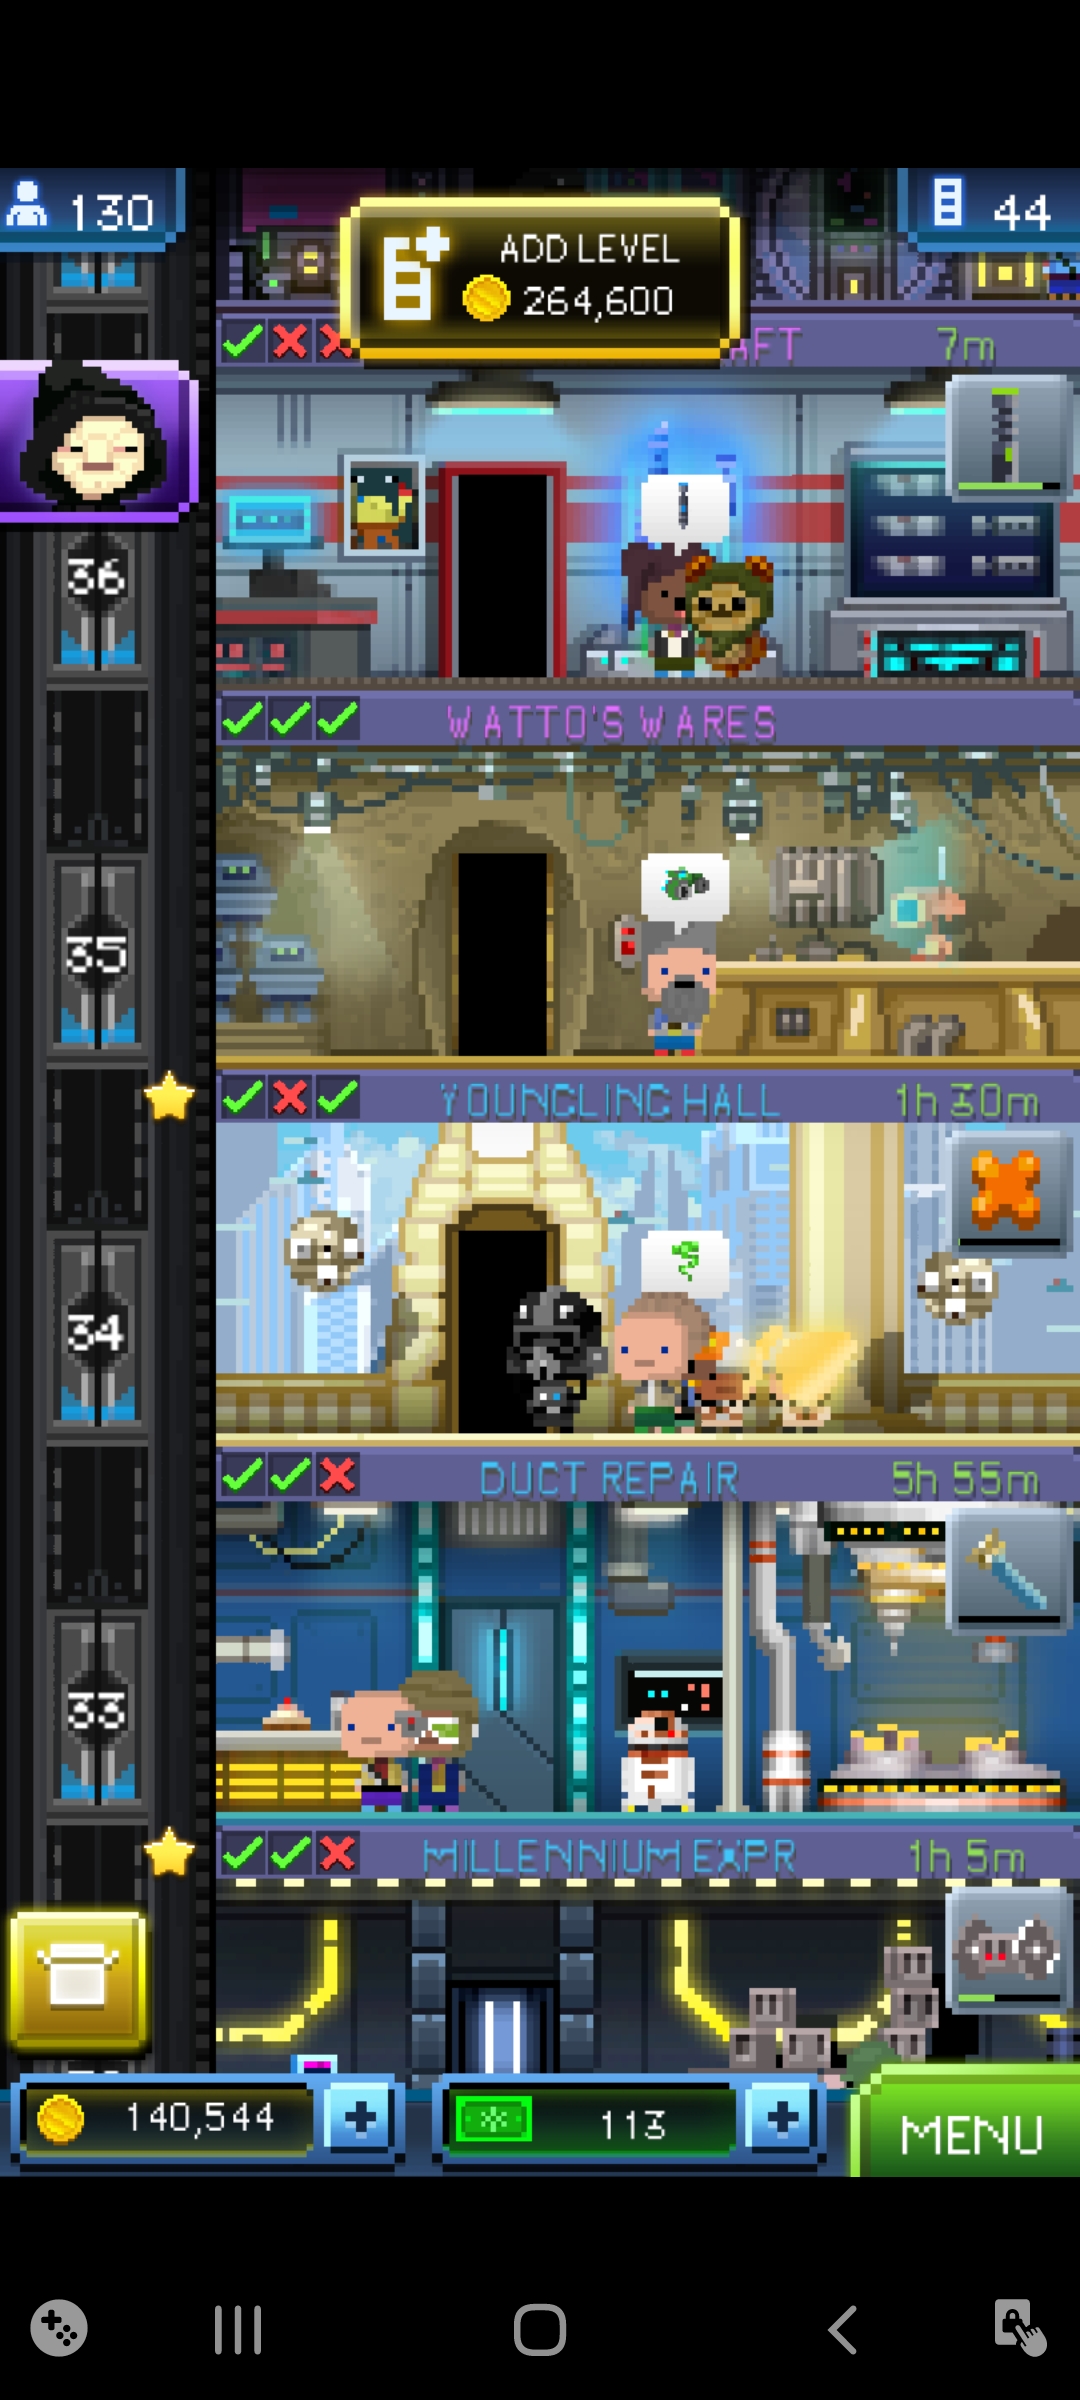 130
ADD LEVEL
264,600
44
AFT
7m
36
WATTO'S WARES
35
YOUNGLING HALL
1h 30m
34
DUCT REPAIR
5h 55m
33
MILLENNIUM EXPR
1h 5m
140,544
113
MENU